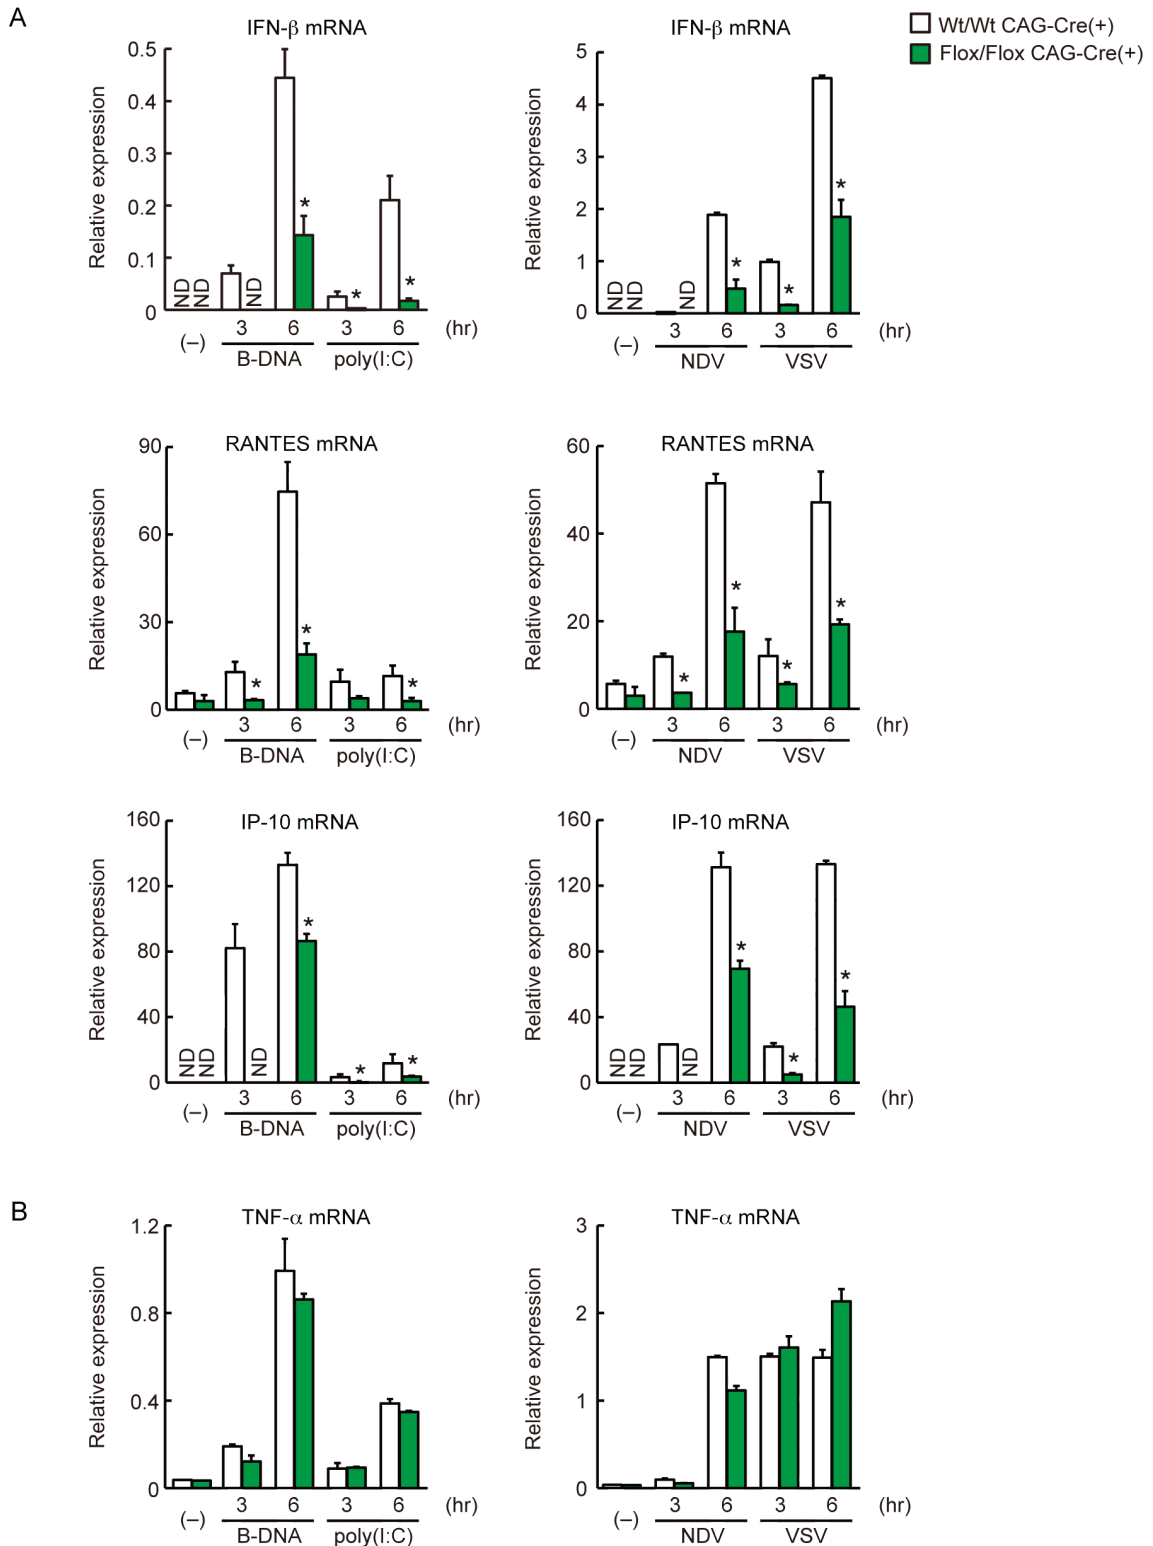 A
IFN-β mRNA
IFN-β mRNA
Wt/Wt CAG-Cre(+)
Flox/Flox CAG-Cre(+)
Relative expression
0.5
0.4
0.3
0.2
0.1
0
ND
ND
ND
*
*
*
(–)
3
6
3
6
(hr)
B-DNA
poly(I:C)
Relative expression
5
4
3
2
1
0
ND
ND
ND
*
*
*
(–)
3
6
3
6
(hr)
NDV
VSV
RANTES mRNA
Relative expression
90
60
30
0
*
*
*
(–)
3
6
3
6
(hr)
B-DNA
poly(I:C)
RANTES mRNA
Relative expression
60
40
20
0
*
*
*
*
(–)
3
6
3
6
(hr)
NDV
VSV
IP-10 mRNA
Relative expression
160
120
80
40
0
ND
ND
ND
*
*
*
(–)
3
6
3
6
(hr)
B-DNA
poly(I:C)
IP-10 mRNA
Relative expression
160
120
80
40
0
ND
ND
ND
*
*
*
(–)
3
6
3
6
(hr)
NDV
VSV
B
TNF-α mRNA
Relative expression
1.2
0.8
0.4
0
(–)
3
6
3
6
(hr)
B-DNA
poly(I:C)
TNF-α mRNA
Relative expression
3
2
1
0
(–)
3
6
3
6
(hr)
NDV
VSV